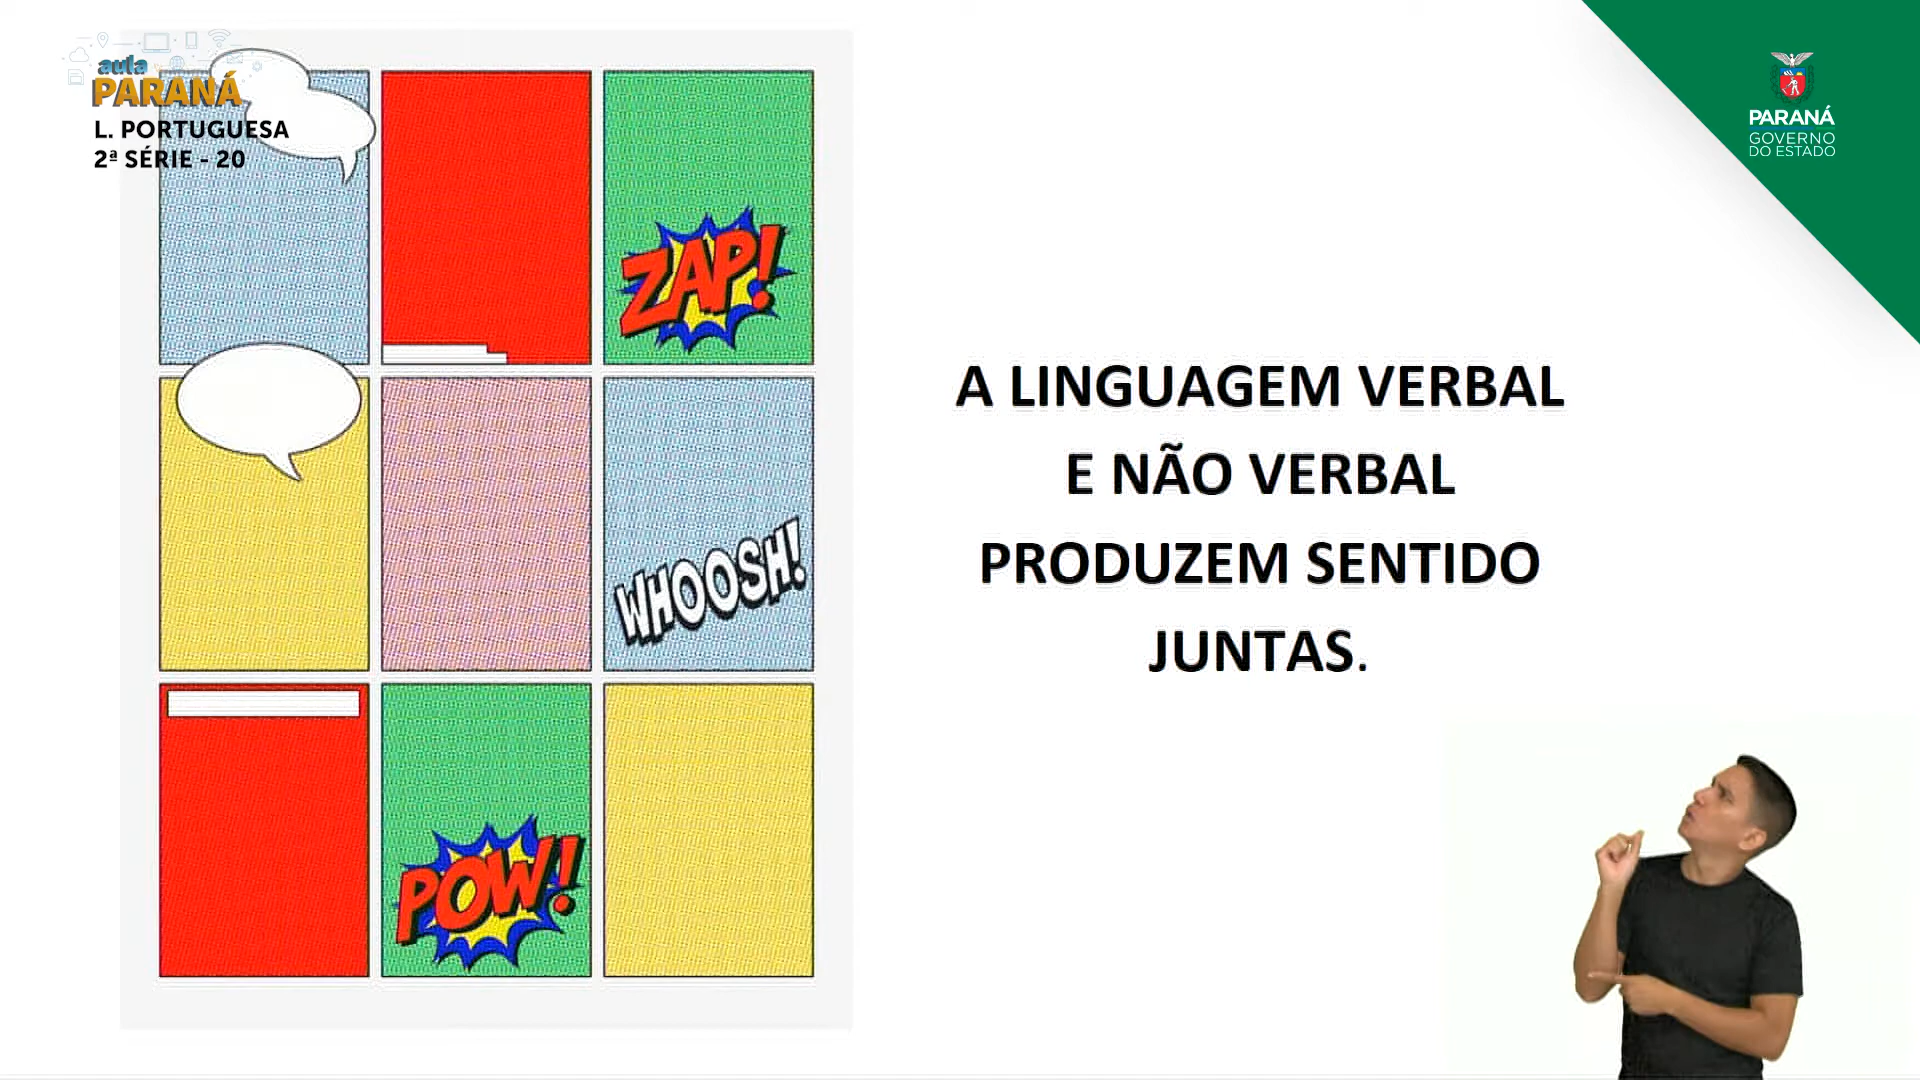 aula
PARANÁ
L. PORTUGUESA
2ª SÉRIE - 20
ZAP!
WHOOSH!
POW!
A LINGUAGEM VERBAL
E NÃO VERBAL
PRODUZEM SENTIDO
JUNTAS.
PARANÁ
GOVERNO
DO ESTADO